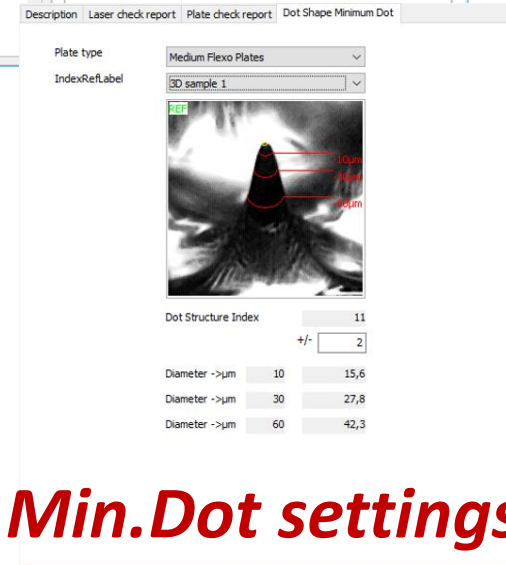 Description Laser check report Plate check report Dot Shape Minimum Dot
Plate type Medium Flexo Plates
IndexRefLabel 3D sample 1
REF
10µm
30µm
60µm
Dot Structure Index 11
+/- 2
Diameter ->µm 10 15,6
Diameter ->µm 30 27,8
Diameter ->µm 60 42,3
Min.Dot settings